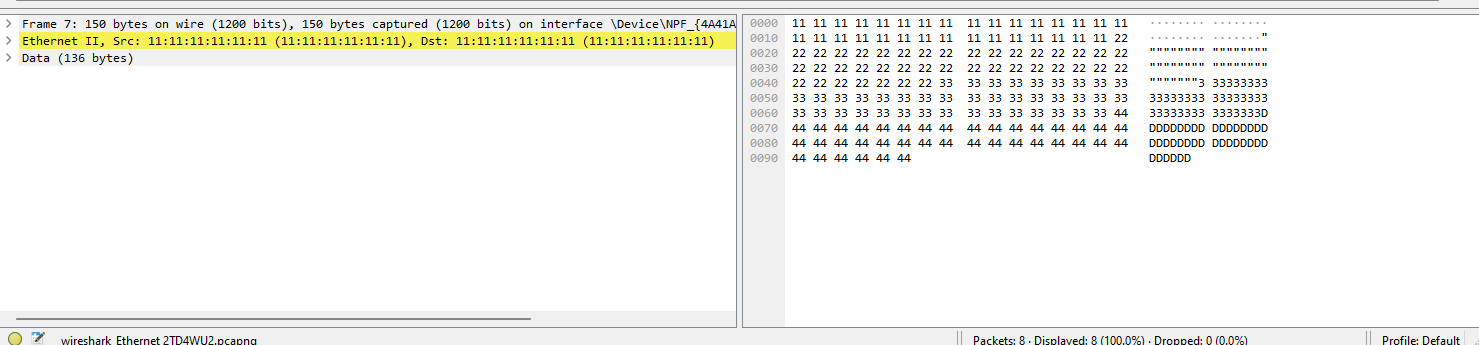 Frame 7: 150 bytes on wire (1200 bits), 150 bytes captured (1200 bits) on interface \Device\NPF_{4A41A
Ethernet II, Src: 11:11:11:11:11:11 (11:11:11:11:11:11), Dst: 11:11:11:11:11:11 (11:11:11:11:11:11)
Data (136 bytes)
0000 11 11 11 11 11 11 11 11 11 11 11 11 11 11 11 11 ········ ········
0010 11 11 11 11 11 11 11 11 11 11 11 11 11 11 11 22 ········ ·······"
0020 22 22 22 22 22 22 22 22 22 22 22 22 22 22 22 22 """""""" """"""""
0030 22 22 22 22 22 22 22 22 22 22 22 22 22 22 22 22 """""""" """"""""
0040 22 22 22 22 22 22 22 33 33 33 33 33 33 33 33 33 """""""3 33333333
0050 33 33 33 33 33 33 33 33 33 33 33 33 33 33 33 33 33333333 33333333
0060 33 33 33 33 33 33 33 33 33 33 33 33 33 33 33 44 33333333 3333333D
0070 44 44 44 44 44 44 44 44 44 44 44 44 44 44 44 44 DDDDDDDD DDDDDDDD
0080 44 44 44 44 44 44 44 44 44 44 44 44 44 44 44 44 DDDDDDDD DDDDDDDD
0090 44 44 44 44 44 44 DDDDDD
wireshark_Ethernet 2TD4WU2.pcapng
Packets: 8 · Displayed: 8 (100.0%) · Dropped: 0 (0.0%)
Profile: Default